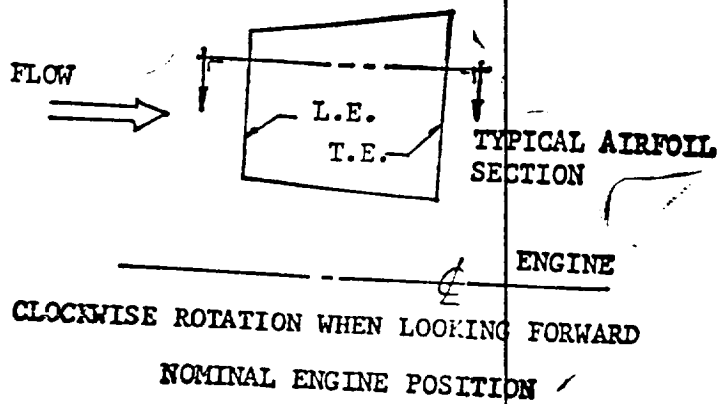 FLOW
L.E.
T.E.
TYPICAL AIRFOIL
SECTION
℄ ENGINE
CLOCKWISE ROTATION WHEN LOOKING FORWARD
NOMINAL ENGINE POSITION